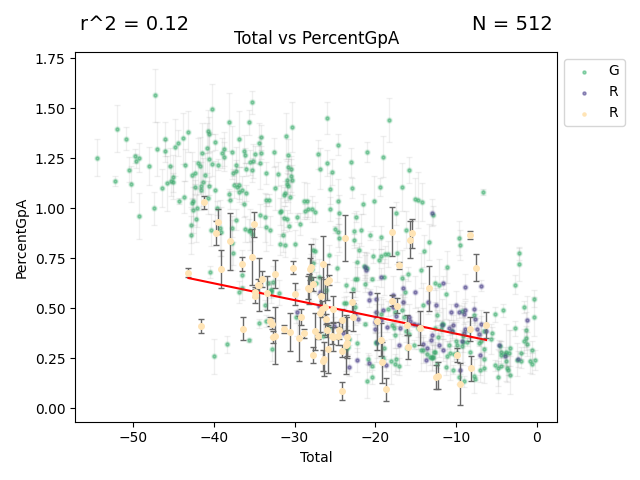 r^2 = 0.12
N = 512
Total vs PercentGpA
1.75
1.50
1.25
1.00
0.75
0.50
0.25
0.00
PercentGpA
−50
−40
−30
−20
−10
0
Total
G
R
R